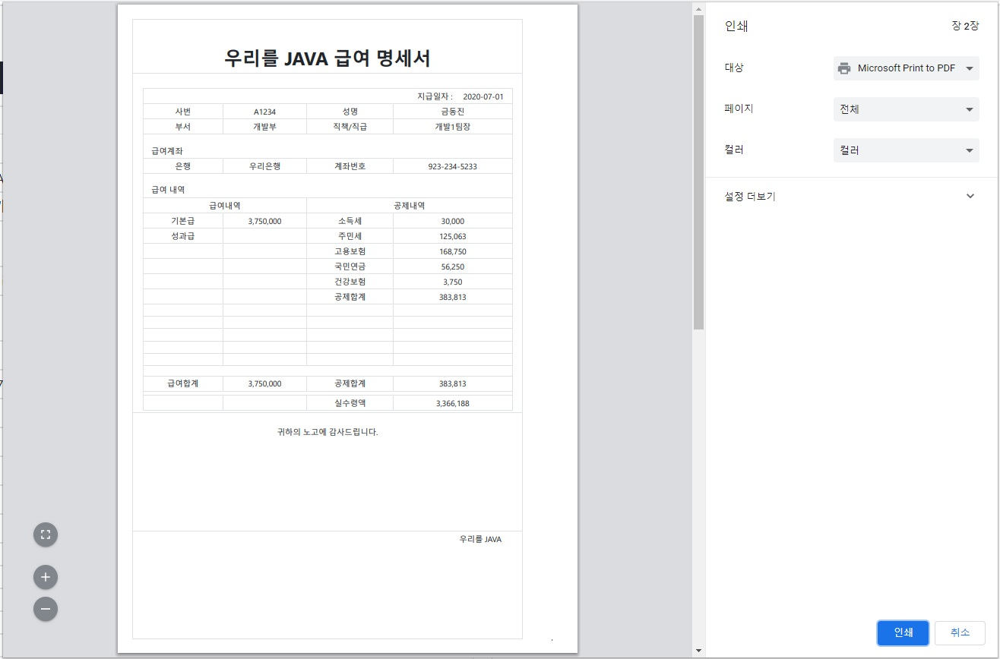 우리를 JAVA 급여 명세서
지급일자 : 2020-07-01
사번 A1234 성명 금동진
부서 개발부 직책/직급 개발1팀장
급여계좌
은행 우리은행 계좌번호 923-234-5233
급여 내역
급여내역 공제내역
기본급 3,750,000 소득세 30,000
성과급 주민세 125,063
고용보험 168,750
국민연금 56,250
건강보험 3,750
공제합계 383,813
급여합계 3,750,000 공제합계 383,813
실수령액 3,366,188
귀하의 노고에 감사드립니다.
우리를 JAVA
인쇄 장 2장
대상 Microsoft Print to PDF
페이지 전체
컬러 컬러
설정 더보기
인쇄 취소